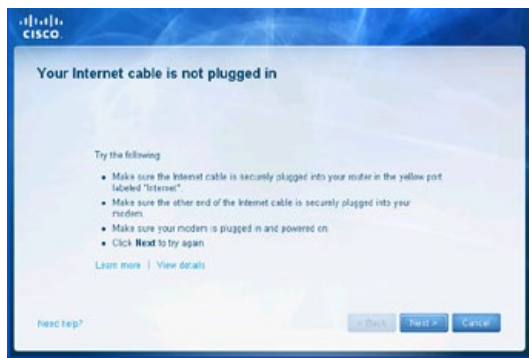 CISCO
Your Internet cable is not plugged in
Try the following
Make sure the Internet cable is securely plugged into your router in the yellow port
labeled "Internet".
Make sure the other end of the Internet cable is securely plugged into your
modem.
Make sure your modem is plugged in and powered on.
Click Next to try again
Learn more | View details
Need help?
< Back Next > Cancel